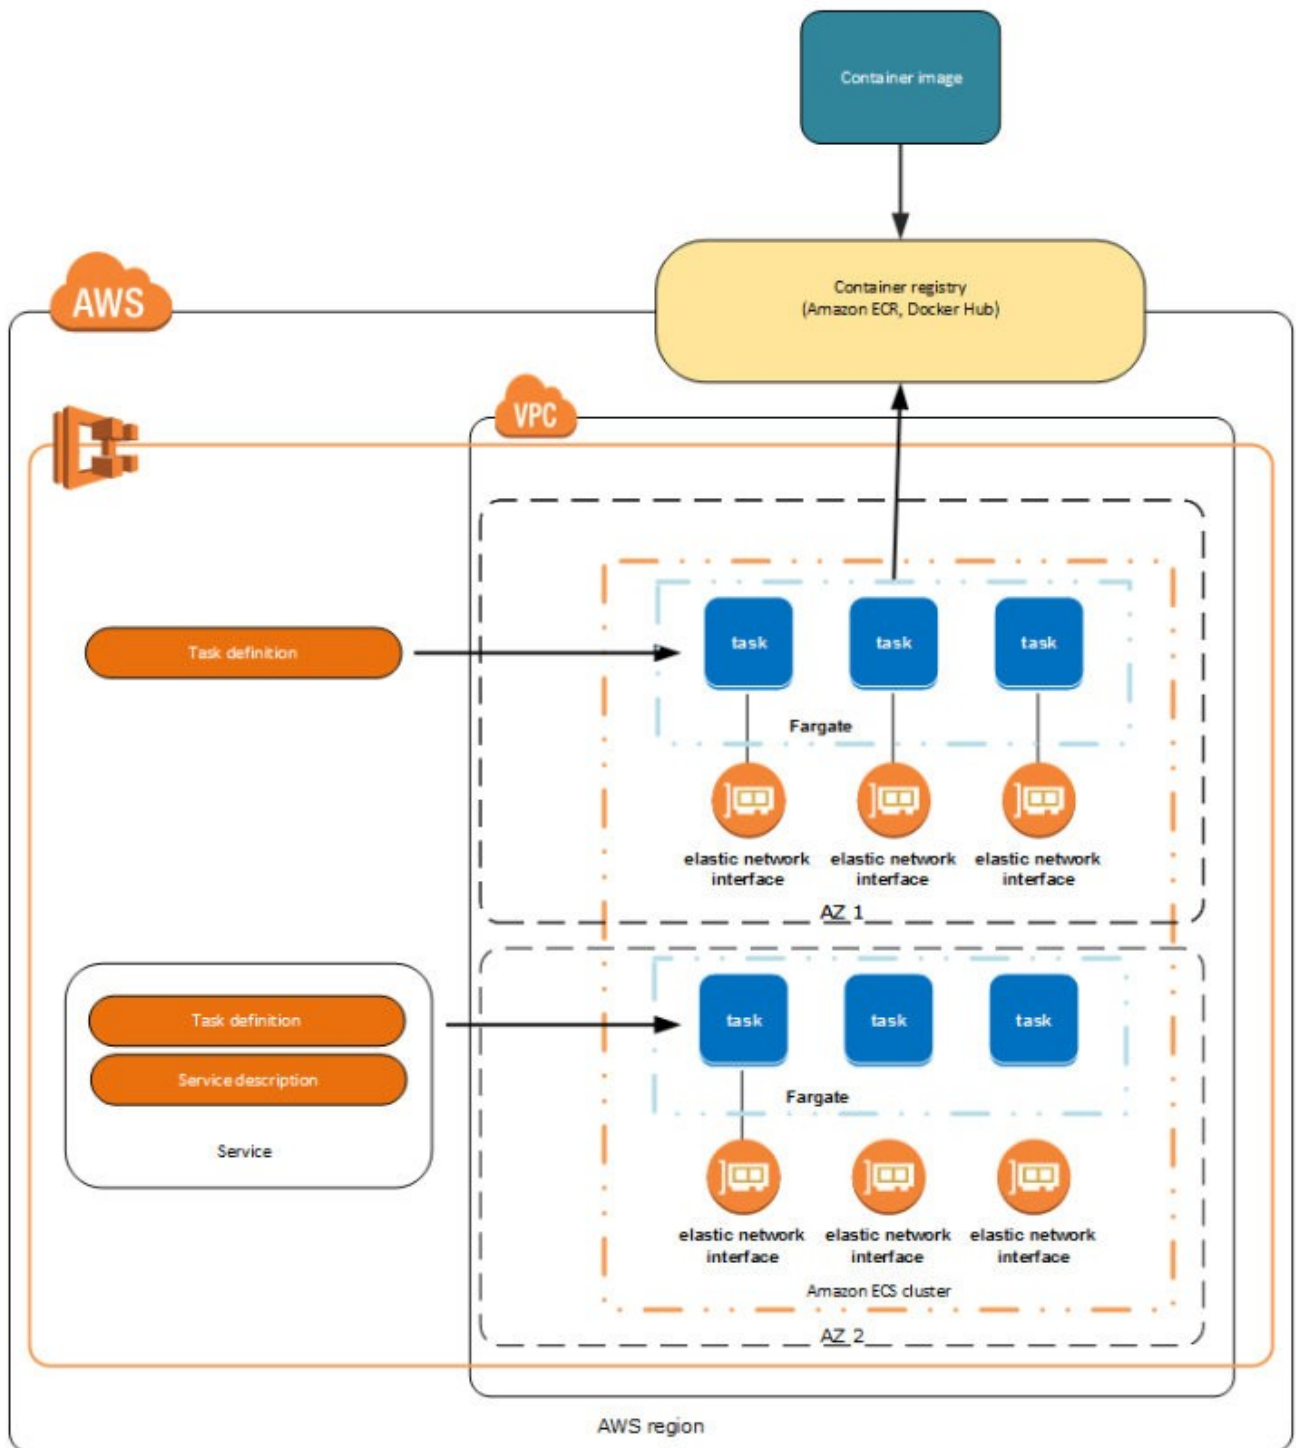 Container image
Container registry
(Amazon ECR, Docker Hub)
AWS
VPC
Task definition
task
task
task
Fargate
elastic network
interface
elastic network
interface
elastic network
interface
AZ 1
Task definition
Service description
Service
task
task
task
Fargate
elastic network
interface
elastic network
interface
elastic network
interface
Amazon ECS cluster
AZ 2
AWS region